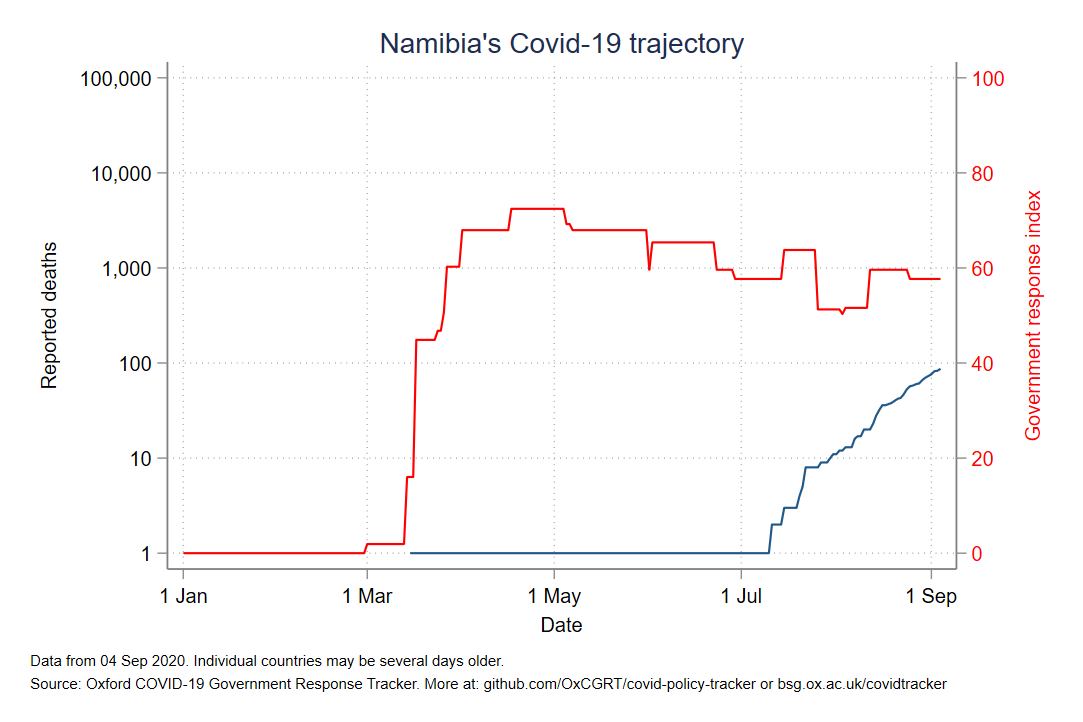 Namibia's Covid-19 trajectory
100,000
10,000
1,000
100
10
1
Reported deaths
100
80
60
40
20
0
Government response index
1 Jan
1 Mar
1 May
1 Jul
1 Sep
Date
Data from 04 Sep 2020. Individual countries may be several days older.
Source: Oxford COVID-19 Government Response Tracker. More at: github.com/OxCGRT/covid-policy-tracker or bsg.ox.ac.uk/covidtracker